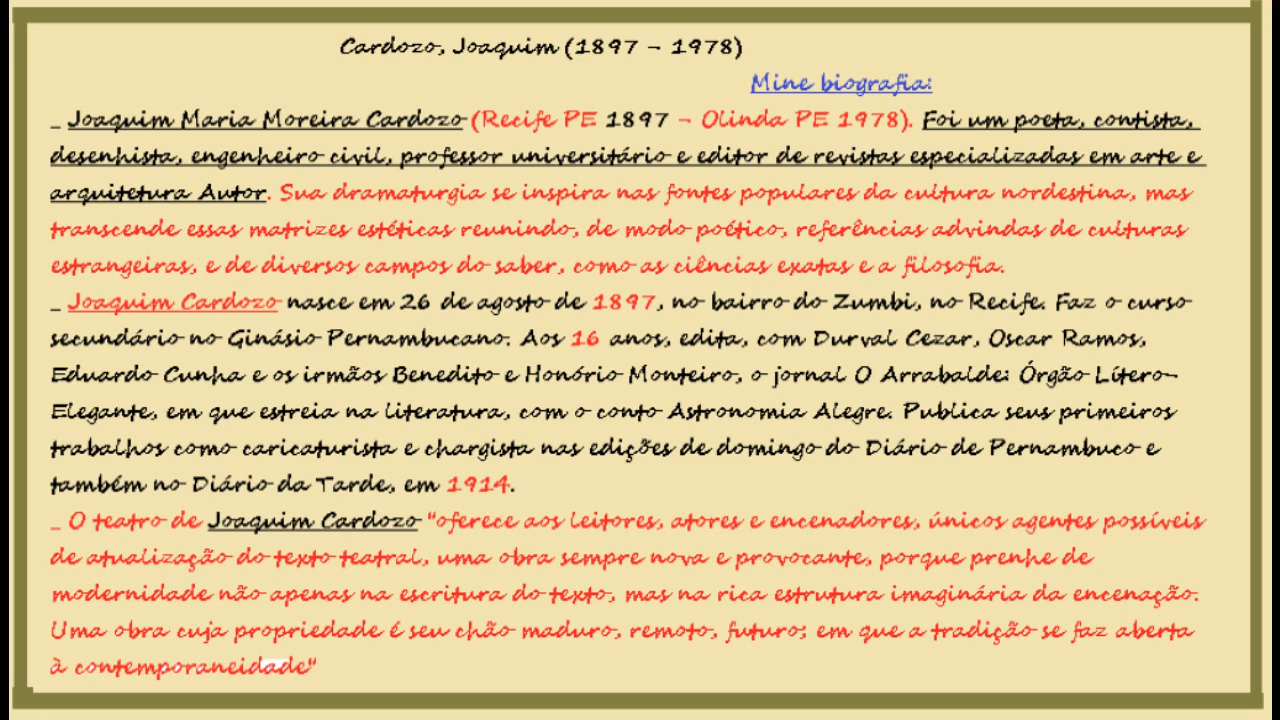 Cardozo, Joaquim (1897 - 1978)
Mine biografia:
_ Joaquim Maria Moreira Cardozo (Recife PE 1897 - Olinda PE 1978). Foi um poeta, contista,
desenhista, engenheiro civil, professor universitário e editor de revistas especializadas em arte e
arquitetura Autor. Sua dramaturgia se inspira nas fontes populares da cultura nordestina, mas
transcende essas matrizes estéticas reunindo, de modo poético, referências advindas de culturas
estrangeiras, e de diversos campos do saber, como as ciências exatas e a filosofia.
_ Joaquim Cardozo nasce em 26 de agosto de 1897, no bairro do Zumbi, no Recife. Faz o curso
secundário no Ginásio Pernambucano. Aos 16 anos, edita, com Durval Cezar, Oscar Ramos,
Eduardo Cunha e os irmãos Benedito e Honório Monteiro, o jornal O Arrabalde: Órgão Lítero-
Elegante, em que estreia na literatura, com o conto Astronomia Alegre. Publica seus primeiros
trabalhos como caricaturista e chargista nas edições de domingo do Diário de Pernambuco e
também no Diário da Tarde, em 1914.
_ O teatro de Joaquim Cardozo "oferece aos leitores, atores e encenadores, únicos agentes possíveis
de atualização do texto teatral, uma obra sempre nova e provocante, porque prenhe de
modernidade não apenas na escritura do texto, mas na rica estrutura imaginária da encenação.
Uma obra cuja propriedade é seu chão maduro, remoto, futuro; em que a tradição se faz aberta
à contemporaneidade"